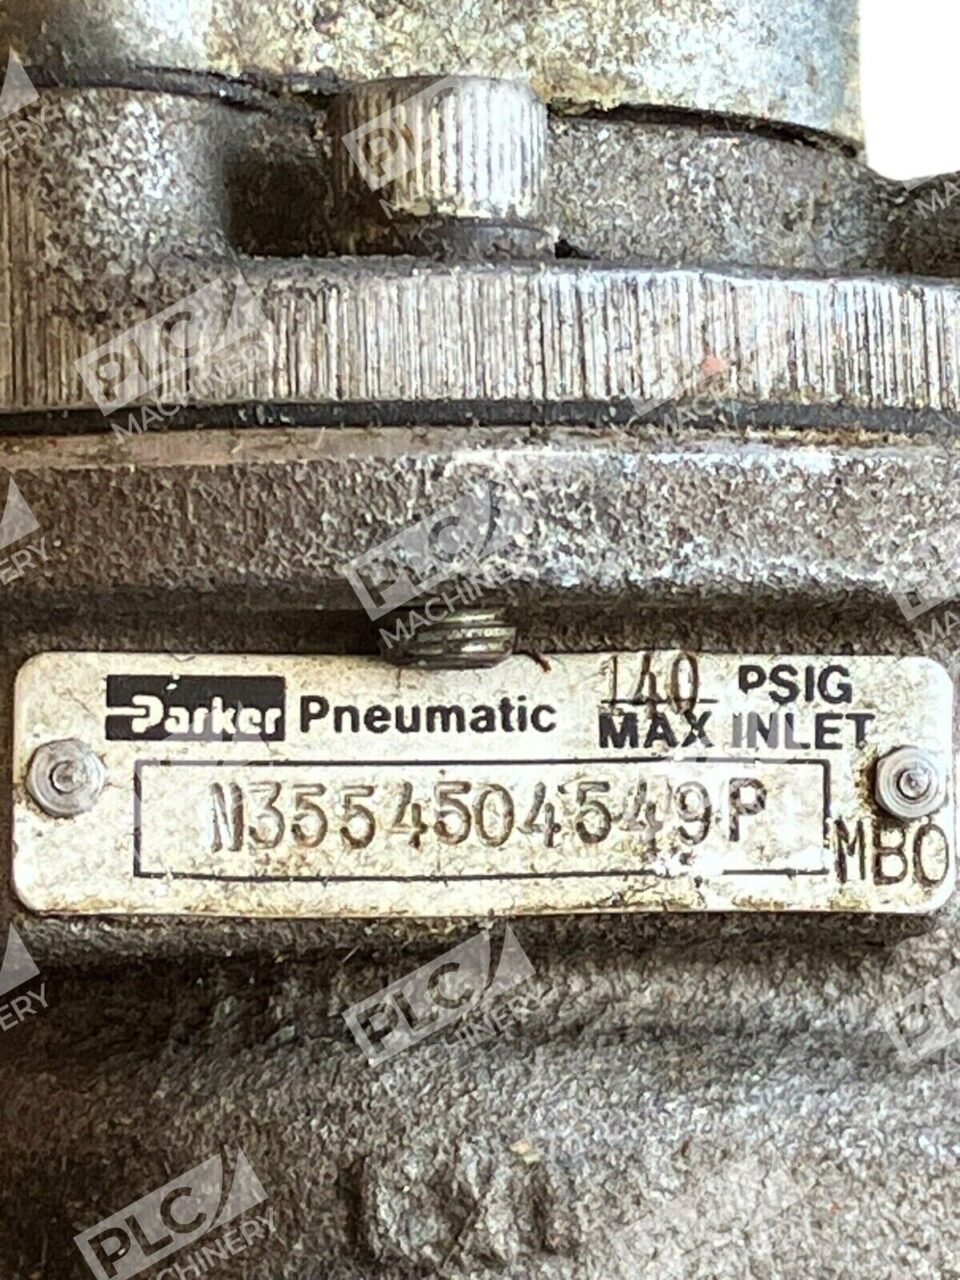 PLC
MACHINERY
Parker Pneumatic 140 PSIG
MAX INLET
N3554504549P
MBO